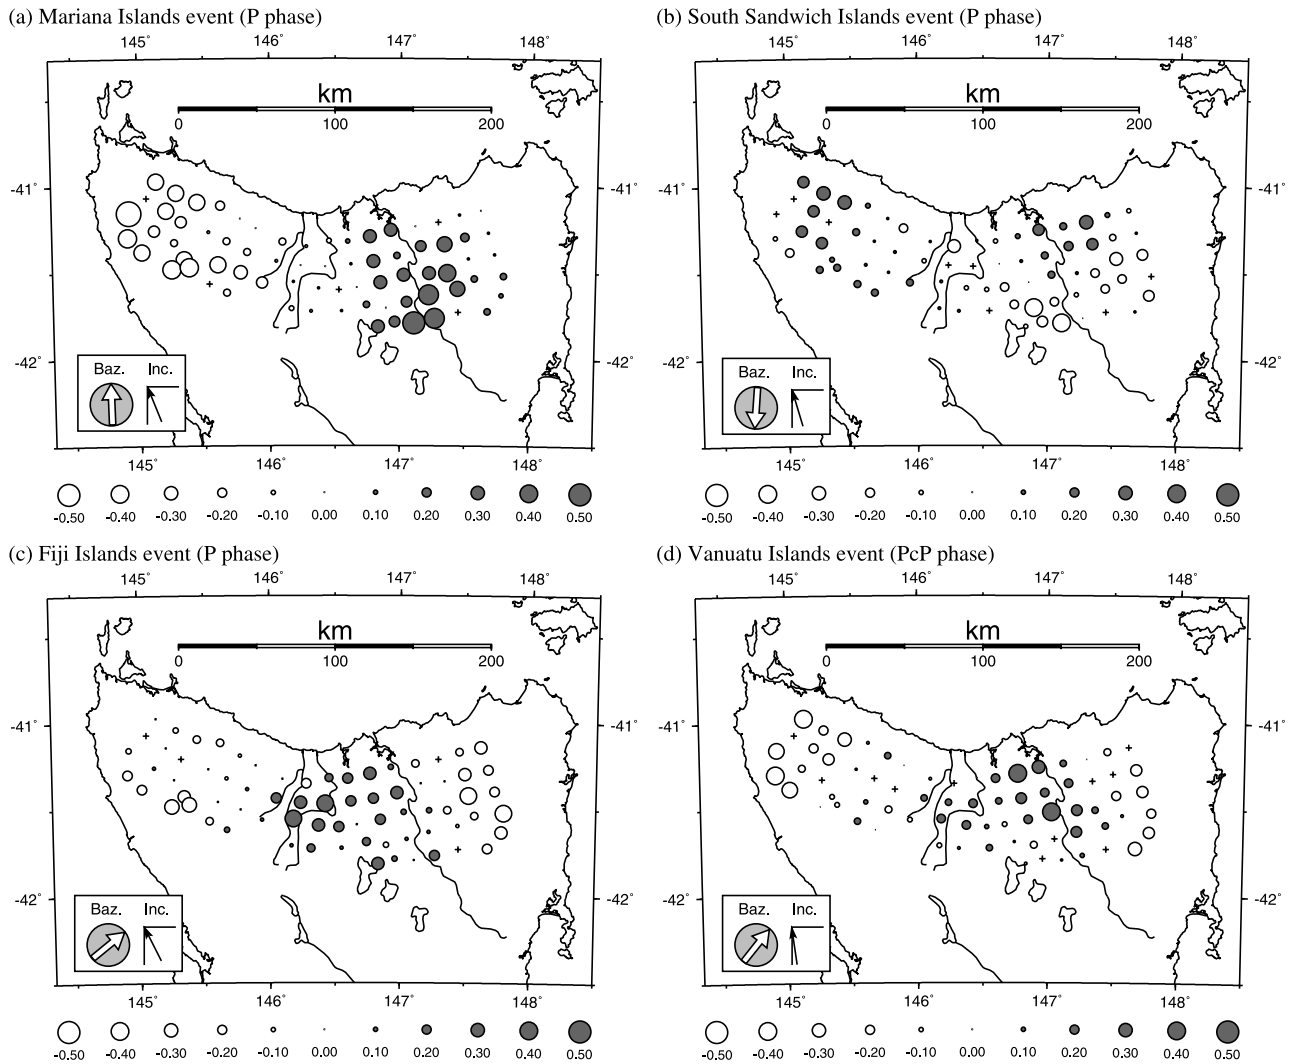 (a) Mariana Islands event (P phase)
145° 146° 147° 148°
km
0 100 200
-41°
-42°
Baz. Inc.
145° 146° 147° 148°
-0.50 -0.40 -0.30 -0.20 -0.10 0.00 0.10 0.20 0.30 0.40 0.50
(b) South Sandwich Islands event (P phase)
145° 146° 147° 148°
km
0 100 200
-41°
-42°
Baz. Inc.
145° 146° 147° 148°
-0.50 -0.40 -0.30 -0.20 -0.10 0.00 0.10 0.20 0.30 0.40 0.50
(c) Fiji Islands event (P phase)
145° 146° 147° 148°
km
0 100 200
-41° -41°
-42° -42°
Baz. Inc.
145° 146° 147° 148°
-0.50 -0.40 -0.30 -0.20 -0.10 0.00 0.10 0.20 0.30 0.40 0.50
(d) Vanuatu Islands event (PcP phase)
145° 146° 147° 148°
km
0 100 200
-41°
-42°
Baz. Inc.
145° 146° 147° 148°
-0.50 -0.40 -0.30 -0.20 -0.10 0.00 0.10 0.20 0.30 0.40 0.50